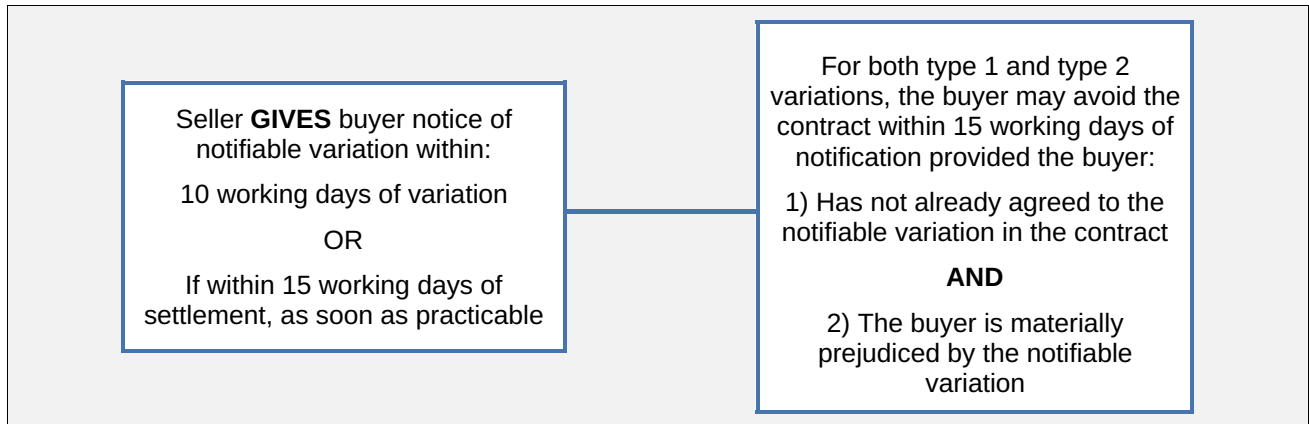 Seller GIVES buyer notice of
notifiable variation within:
10 working days of variation
OR
If within 15 working days of
settlement, as soon as practicable
For both type 1 and type 2
variations, the buyer may avoid the
contract within 15 working days of
notification provided the buyer:
1) Has not already agreed to the
notifiable variation in the contract
AND
2) The buyer is materially
prejudiced by the notifiable
variation